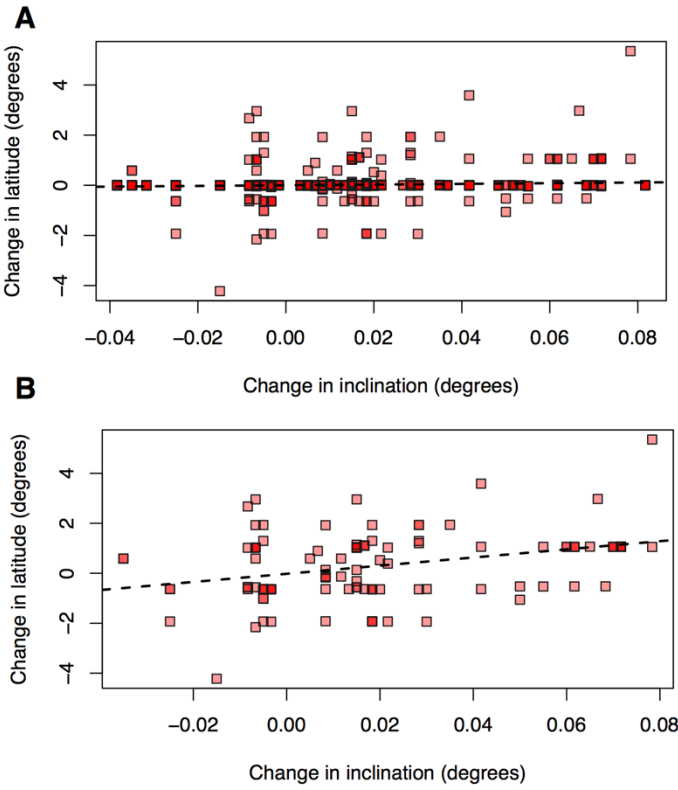 A
Change in latitude (degrees)
4
2
0
−2
−4
−0.04 −0.02 0.00 0.02 0.04 0.06 0.08
Change in inclination (degrees)
B
Change in latitude (degrees)
4
2
0
−2
−4
−0.02 0.00 0.02 0.04 0.06 0.08
Change in inclination (degrees)